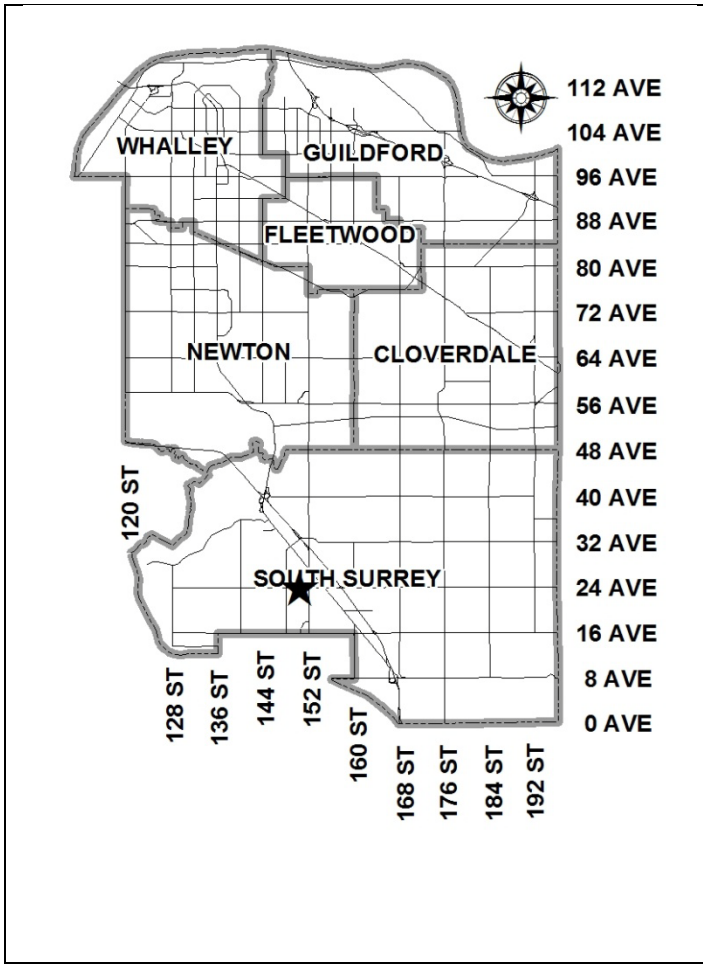 112 AVE
104 AVE
WHALLEY
GUILDFORD
96 AVE
88 AVE
FLEETWOOD
80 AVE
72 AVE
NEWTON
CLOVERDALE
64 AVE
56 AVE
48 AVE
120 ST
40 AVE
32 AVE
SOUTH SURREY
24 AVE
16 AVE
8 AVE
0 AVE
128 ST
136 ST
144 ST
152 ST
160 ST
168 ST
176 ST
184 ST
192 ST